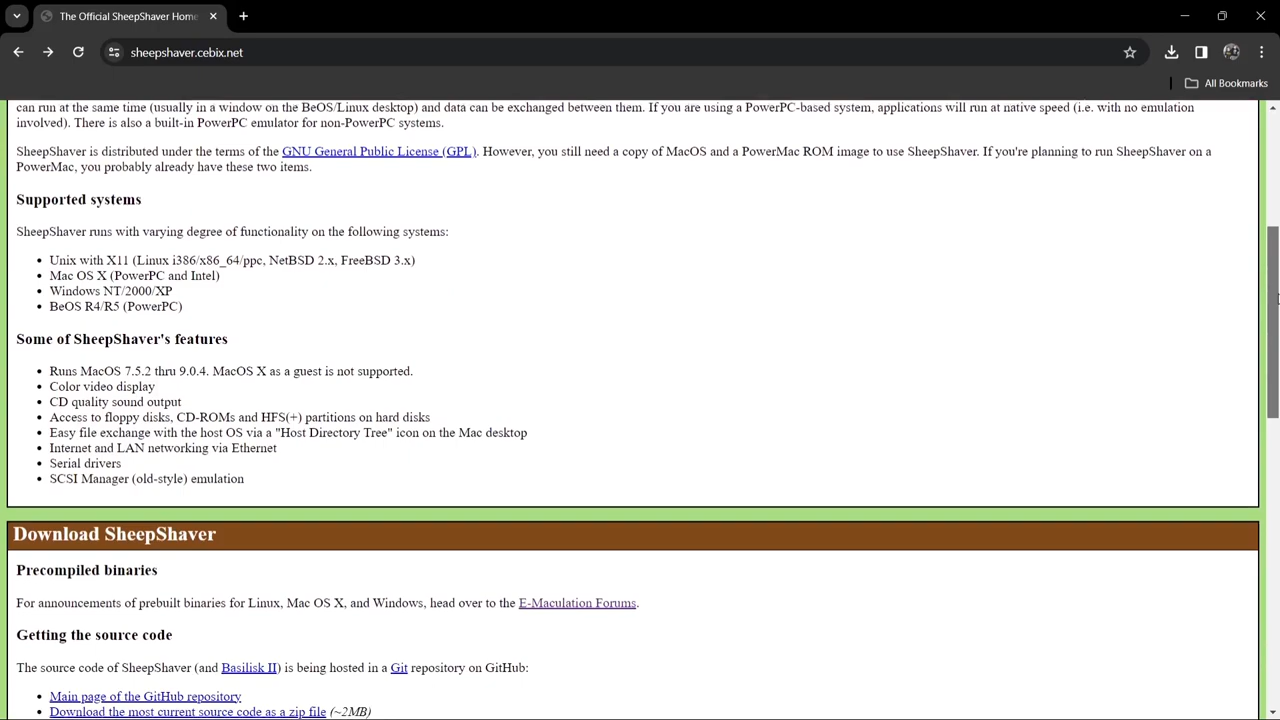 The Official SheepShaver Home
sheepshaver.cebix.net
All Bookmarks
can run at the same time (usually in a window on the BeOS/Linux desktop) and data can be exchanged between them. If you are using a PowerPC-based system, applications will run at native speed (i.e. with no emulation
involved). There is also a built-in PowerPC emulator for non-PowerPC systems.
SheepShaver is distributed under the terms of the GNU General Public License (GPL). However, you still need a copy of MacOS and a PowerMac ROM image to use SheepShaver. If you're planning to run SheepShaver on a
PowerMac, you probably already have these two items.
Supported systems
SheepShaver runs with varying degree of functionality on the following systems:
• Unix with X11 (Linux i386/x86_64/ppc, NetBSD 2.x, FreeBSD 3.x)
• Mac OS X (PowerPC and Intel)
• Windows NT/2000/XP
• BeOS R4/R5 (PowerPC)
Some of SheepShaver's features
• Runs MacOS 7.5.2 thru 9.0.4. MacOS X as a guest is not supported.
• Color video display
• CD quality sound output
• Access to floppy disks, CD-ROMs and HFS(+) partitions on hard disks
• Easy file exchange with the host OS via a "Host Directory Tree" icon on the Mac desktop
• Internet and LAN networking via Ethernet
• Serial drivers
• SCSI Manager (old-style) emulation
Download SheepShaver
Precompiled binaries
For announcements of prebuilt binaries for Linux, Mac OS X, and Windows, head over to the E-Maculation Forums.
Getting the source code
The source code of SheepShaver (and Basilisk II) is being hosted in a Git repository on GitHub:
• Main page of the GitHub repository
• Download the most current source code as a zip file (~2MB)